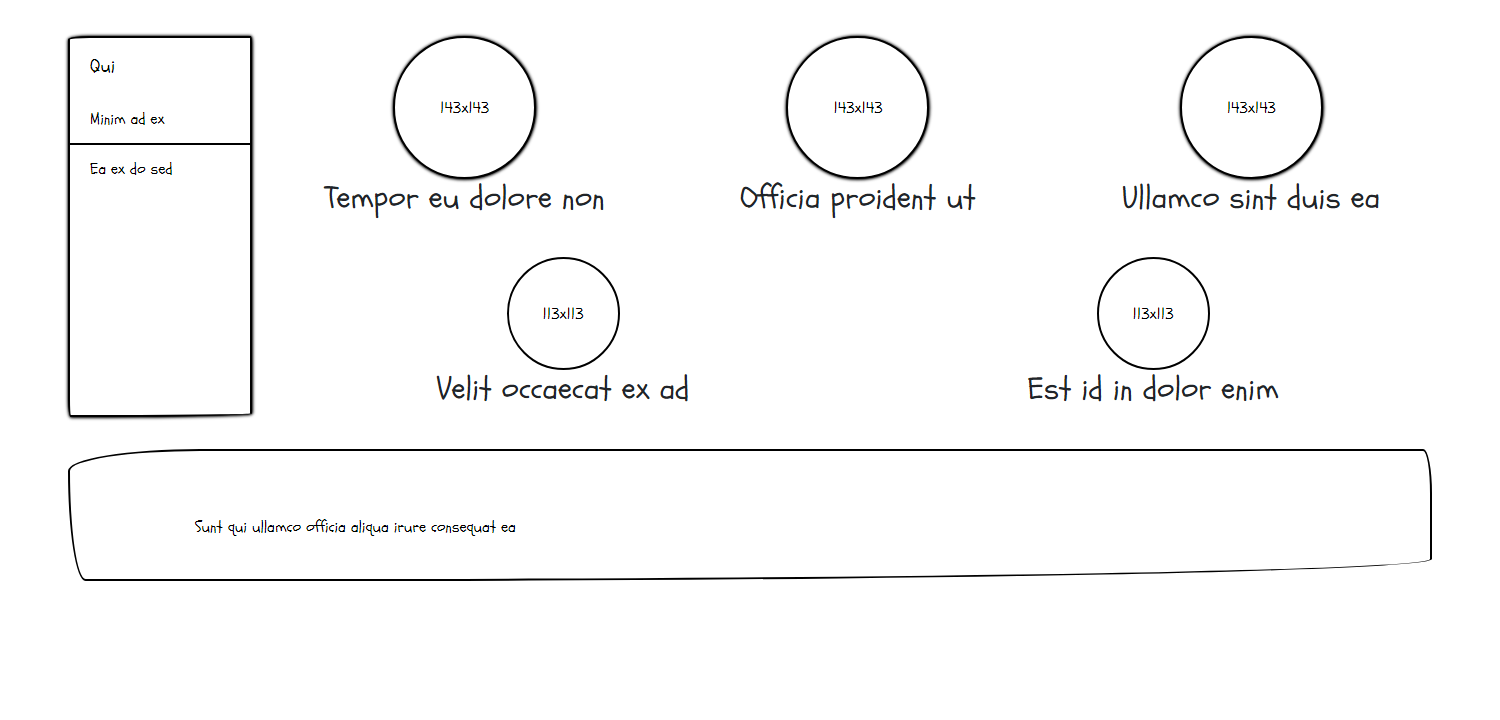 Qui
Minim ad ex
Ea ex do sed
143x143
143x143
143x143
Tempor eu dolore non
Officia proident ut
Ullamco sint duis ea
113x113
113x113
Velit occaecat ex ad
Est id in dolor enim
Sunt qui ullamco officia aliqua irure consequat ea